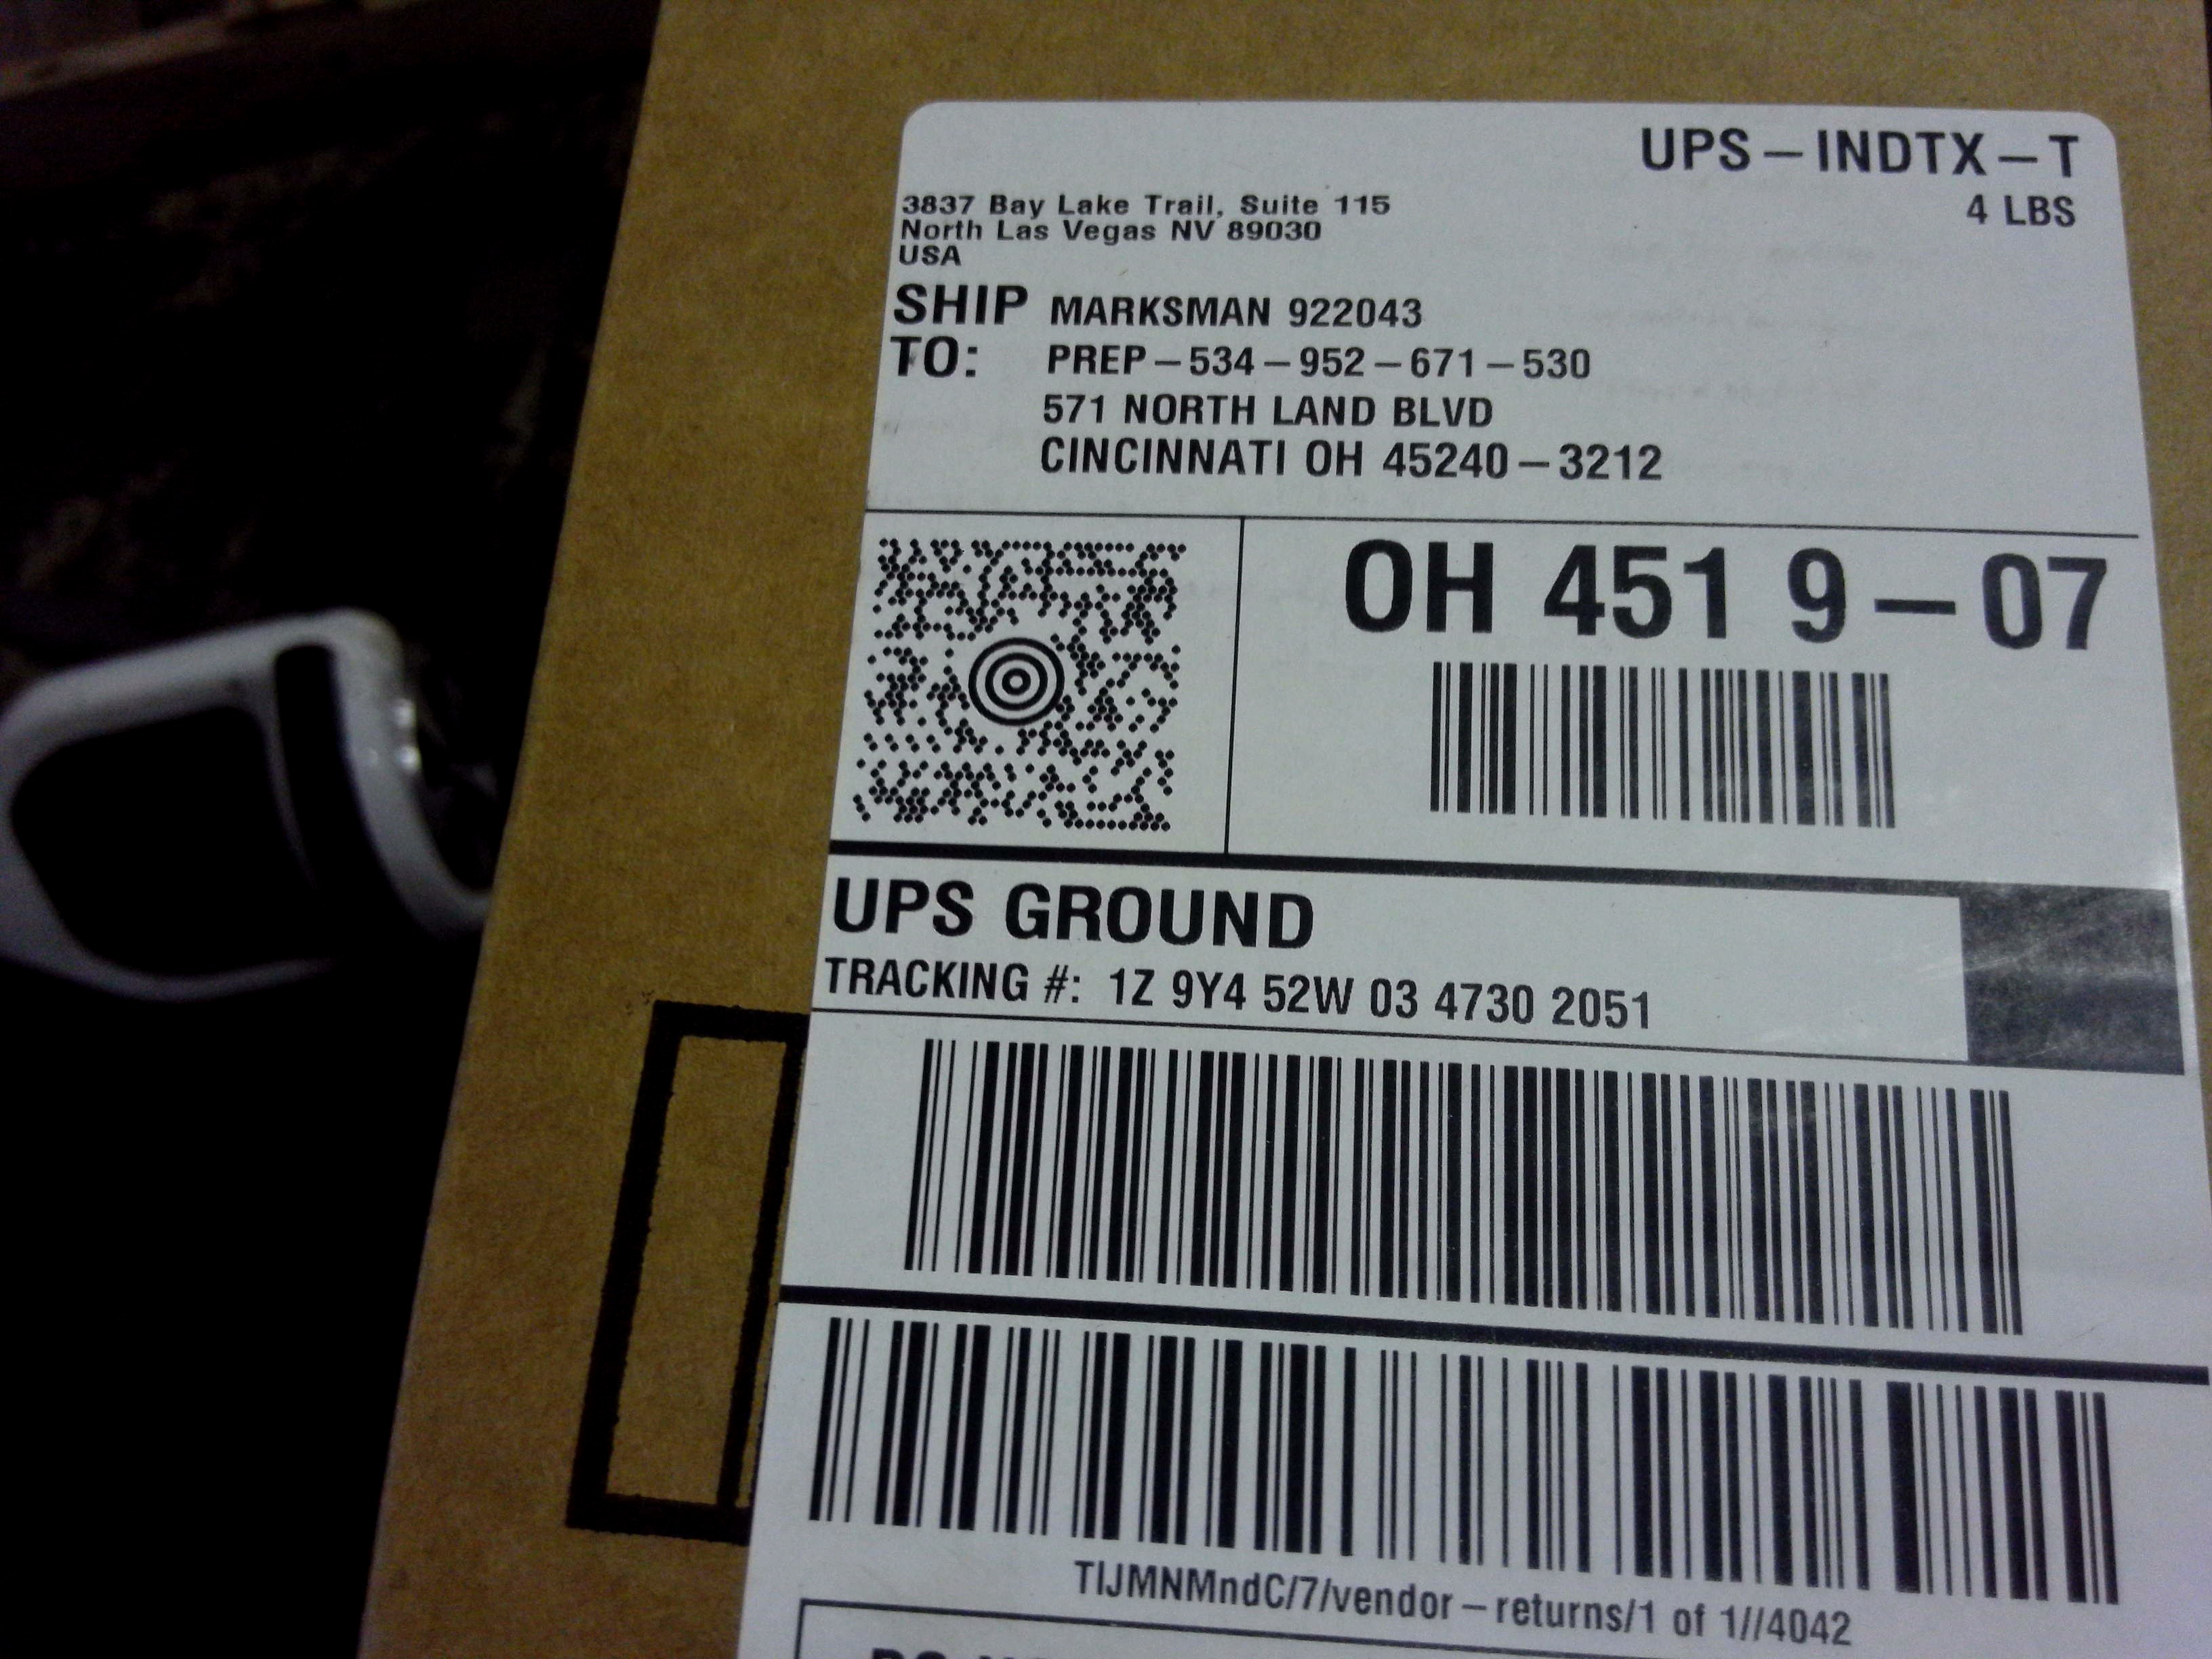 UPS – INDTX – T
4 LBS
3837 Bay Lake Trail, Suite 115
North Las Vegas NV 89030
USA
SHIP TO:
MARKSMAN 922043
PREP – 534 – 952 – 671 – 530
571 NORTH LAND BLVD
CINCINNATI OH 45240 – 3212
OH 451 9 – 07
UPS GROUND
TRACKING #: 1Z 9Y4 52W 03 4730 2051
TIJMNMndC/7/vendor – returns/1 of 1//4042